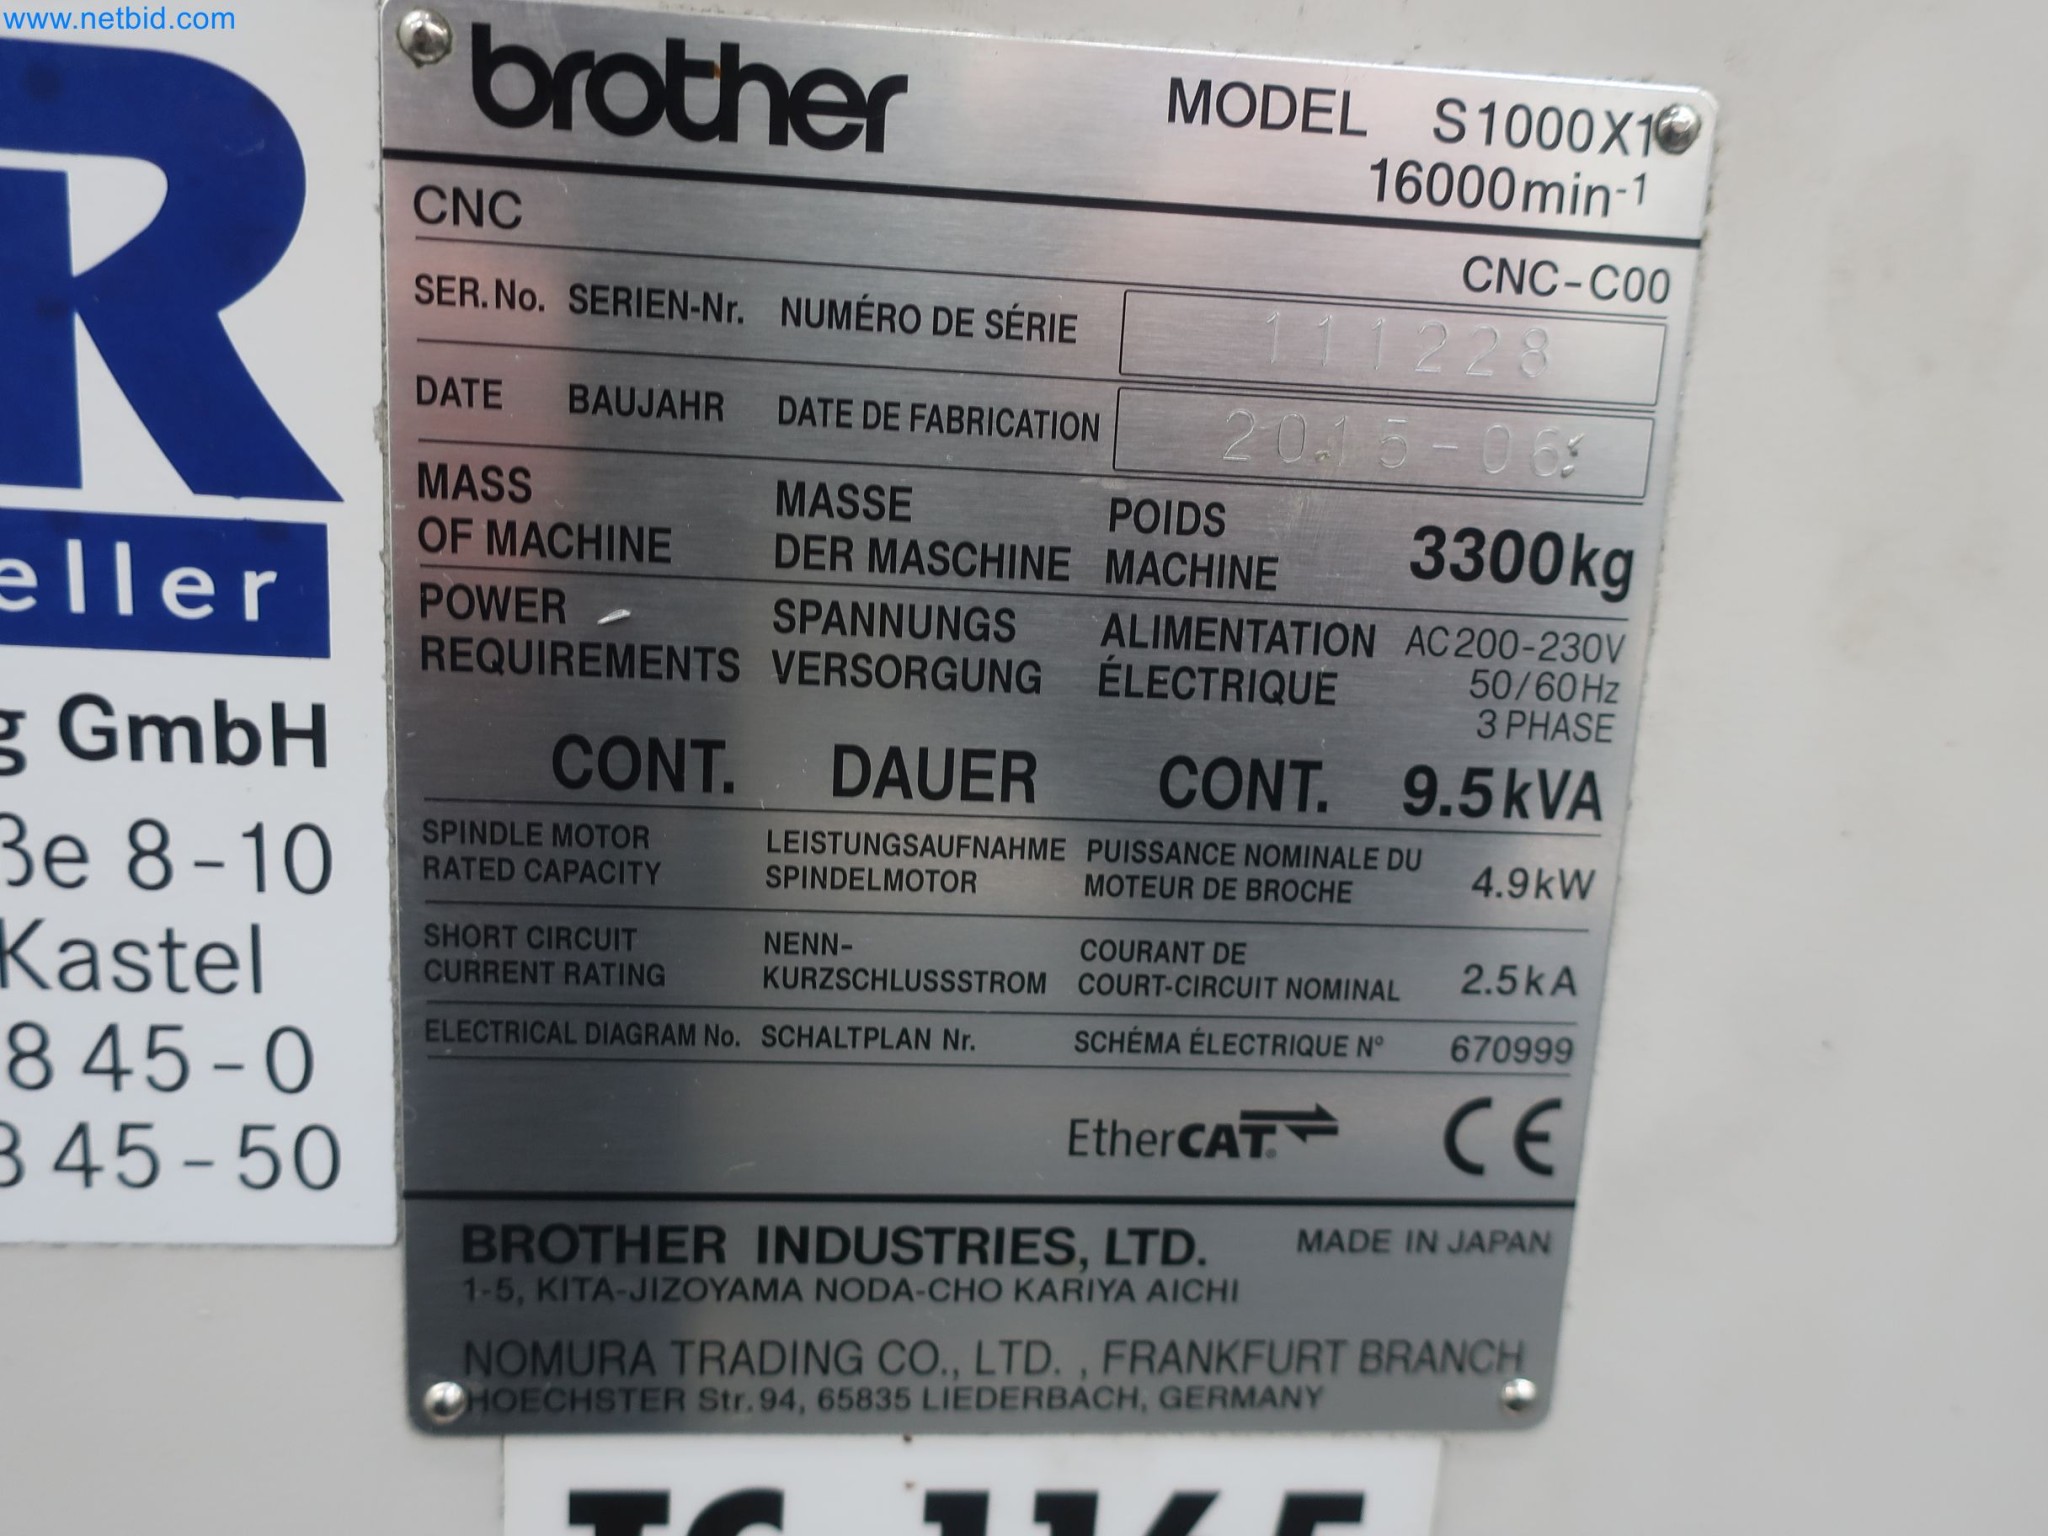 www.netbid.com
R
eller
g GmbH
ße 8-10
Kastel
8 45-0
45-50
brother MODEL S1000X1
16000min-1
CNC CNC-C00
SER.No. SERIEN-Nr. NUMÉRO DE SÉRIE 111228
DATE BAUJAHR DATE DE FABRICATION 2015-06
MASS MASSE POIDS
OF MACHINE DER MASCHINE MACHINE 3300kg
POWER SPANNUNGS ALIMENTATION AC200-230V
REQUIREMENTS VERSORGUNG ÉLECTRIQUE 50/60Hz
3 PHASE
CONT. DAUER CONT. 9.5kVA
SPINDLE MOTOR LEISTUNGSAUFNAHME PUISSANCE NOMINALE DU
RATED CAPACITY SPINDELMOTOR MOTEUR DE BROCHE 4.9kW
SHORT CIRCUIT NENN- COURANT DE
CURRENT RATING KURZSCHLUSSSTROM COURT-CIRCUIT NOMINAL 2.5kA
ELECTRICAL DIAGRAM No. SCHALTPLAN Nr. SCHÉMA ÉLECTRIQUE N° 670999
EtherCAT CE
BROTHER INDUSTRIES, LTD. MADE IN JAPAN
1-5, KITA-JIZOYAMA NODA-CHO KARIYA AICHI
NOMURA TRADING CO., LTD. , FRANKFURT BRANCH
HOECHSTER Str.94, 65835 LIEDERBACH, GERMANY